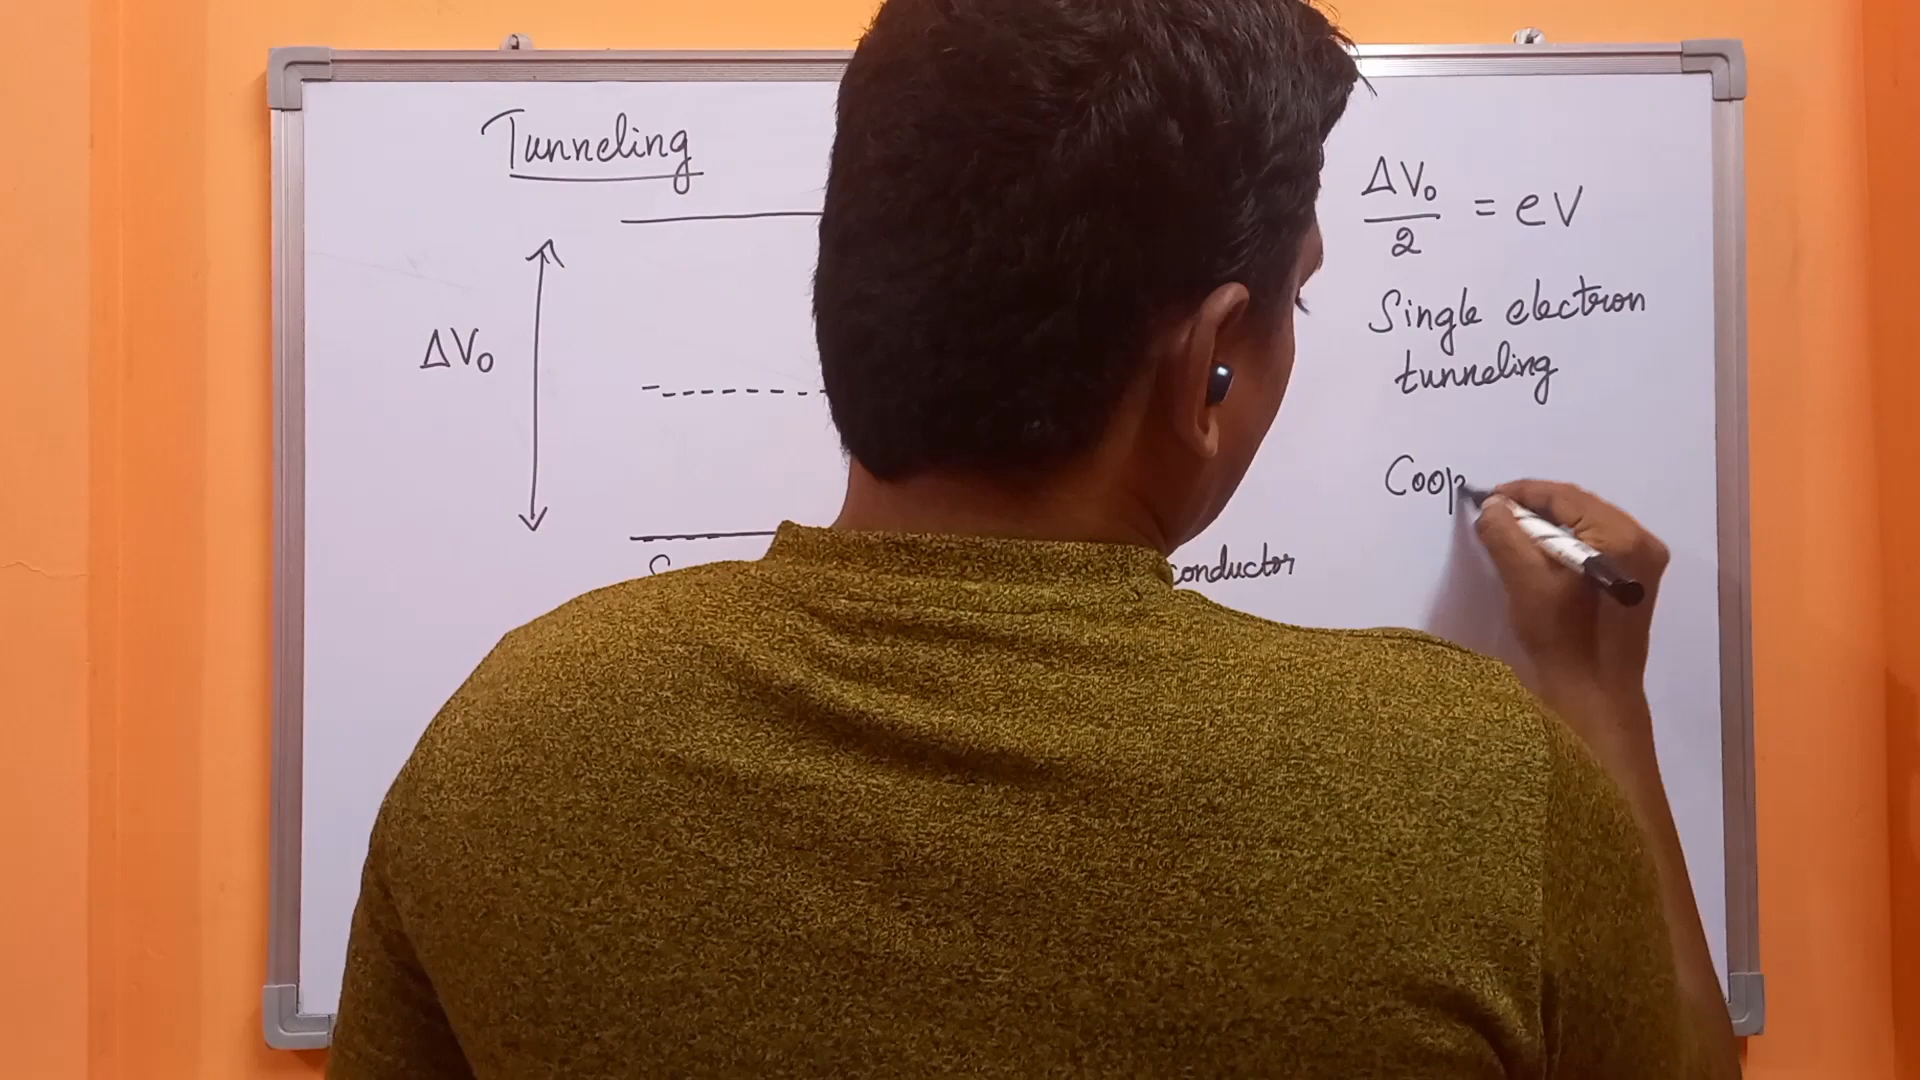 Tunneling
ΔV₀
ΔV₀/2 = eV
Single electron
tunneling
Coop
conductor